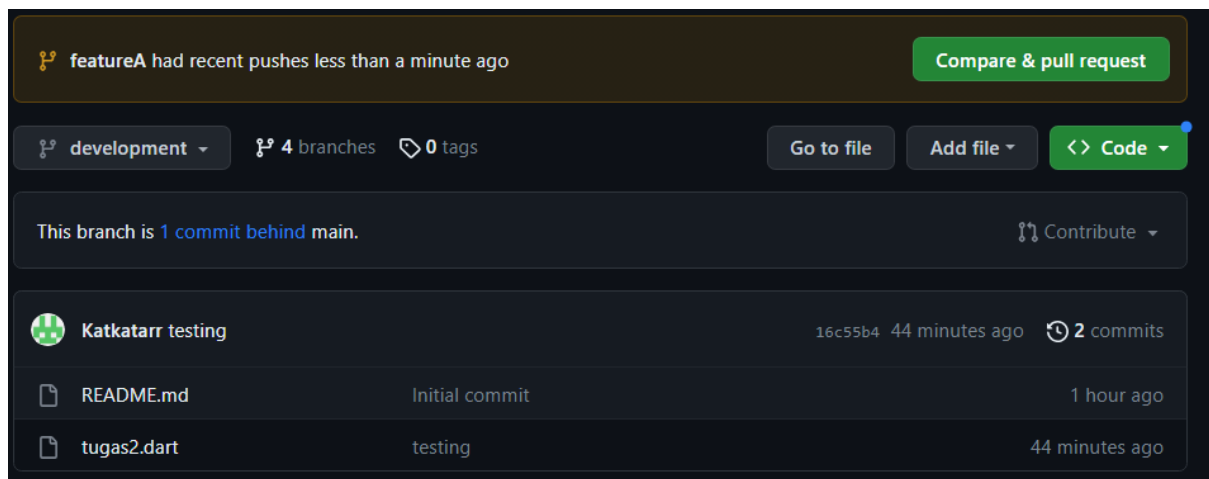 featureA had recent pushes less than a minute ago Compare & pull request
development 4 branches 0 tags Go to file Add file <> Code
This branch is 1 commit behind main. Contribute
Katkatarr testing 16c55b4 44 minutes ago 2 commits
README.md Initial commit 1 hour ago
tugas2.dart testing 44 minutes ago